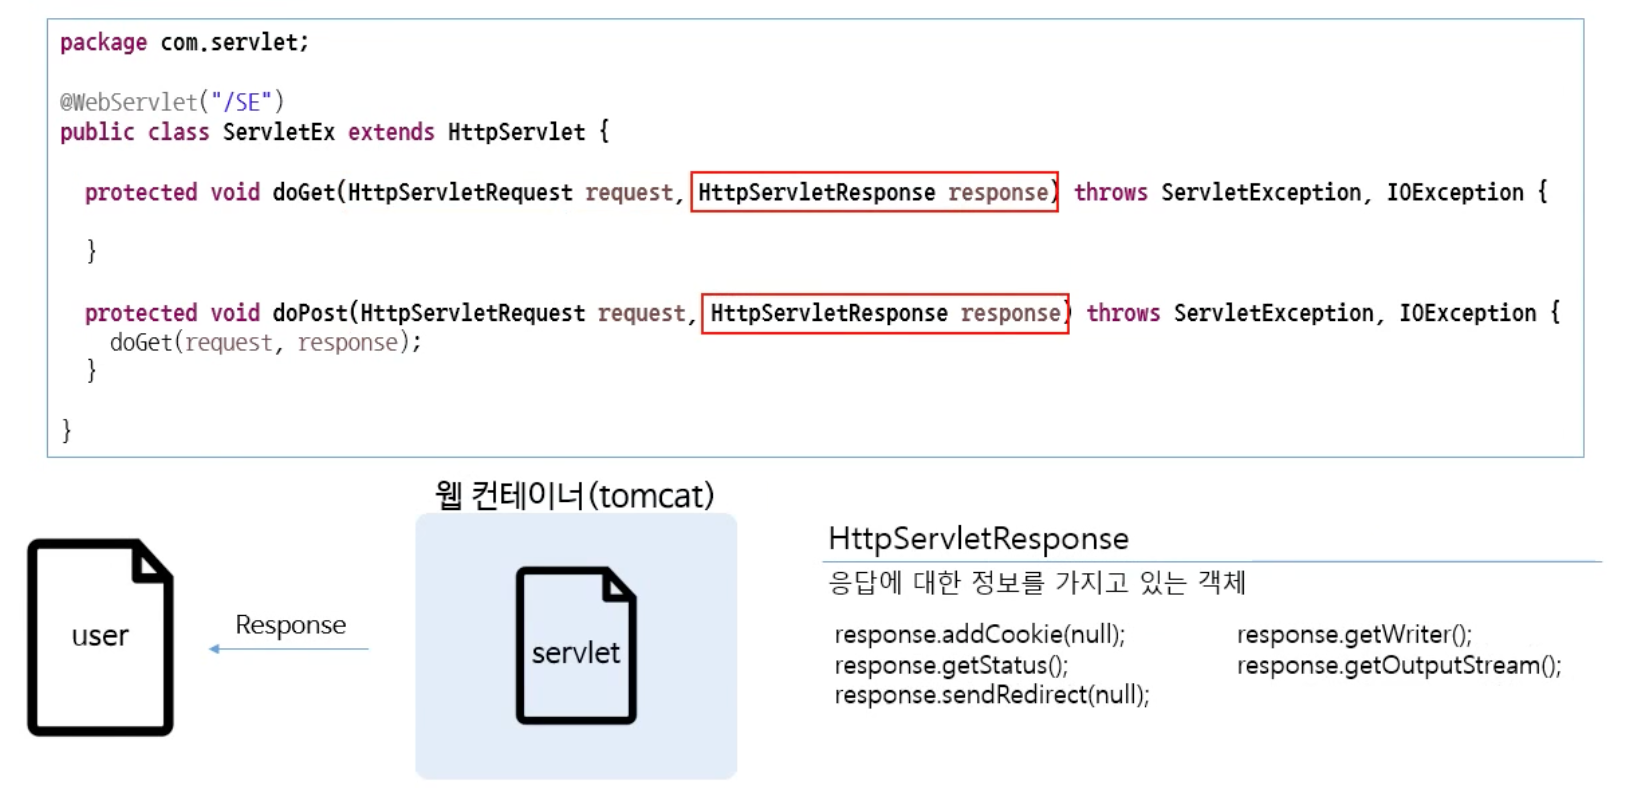 package com.servlet;
@WebServlet("/SE")
public class ServletEx extends HttpServlet {
protected void doGet(HttpServletRequest request, HttpServletResponse response) throws ServletException, IOException {
}
protected void doPost(HttpServletRequest request, HttpServletResponse response) throws ServletException, IOException {
doGet(request, response);
}
}
웹 컨테이너(tomcat)
user
Response
servlet
HttpServletResponse
응답에 대한 정보를 가지고 있는 객체
response.addCookie(null);
response.getStatus();
response.sendRedirect(null);
response.getWriter();
response.getOutputStream();